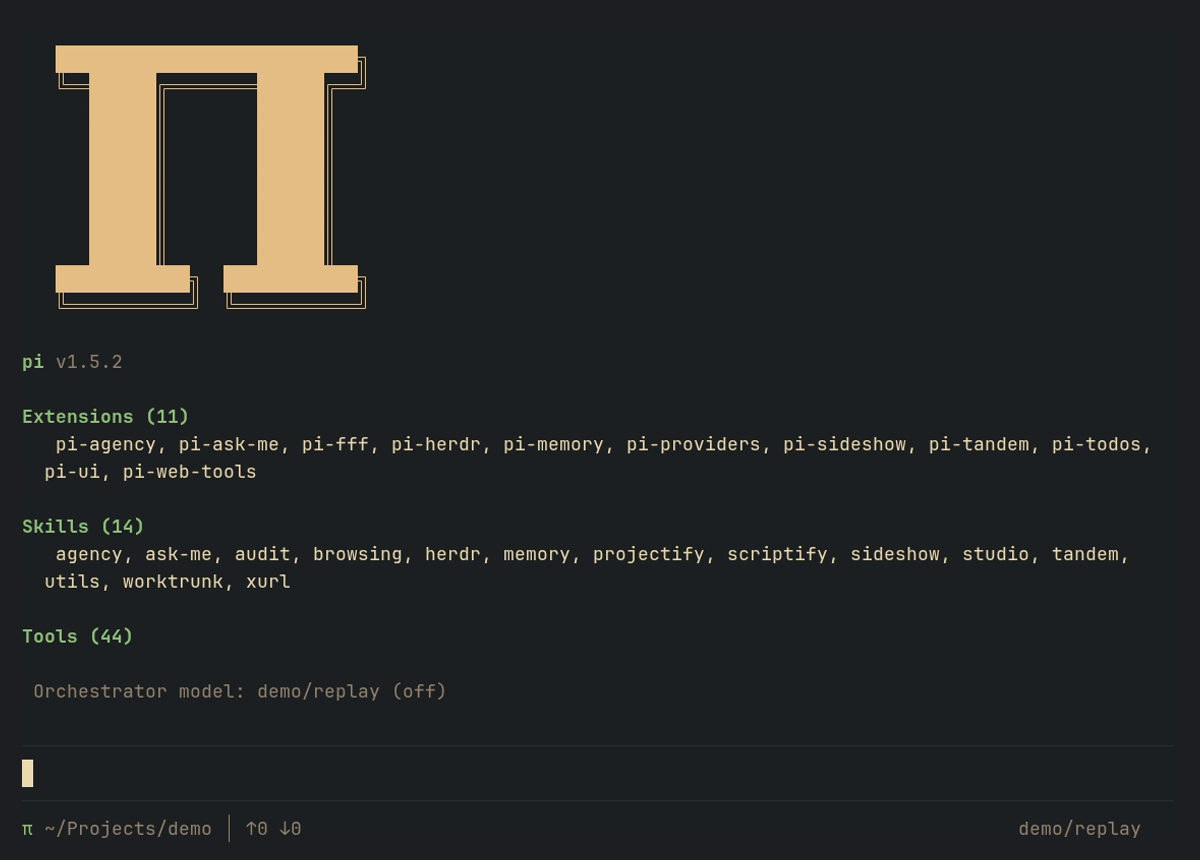 pi v1.5.2
Extensions (11)
pi-agency, pi-ask-me, pi-fff, pi-herdr, pi-memory, pi-providers, pi-sideshow, pi-tandem, pi-todos,
pi-ui, pi-web-tools
Skills (14)
agency, ask-me, audit, browsing, herdr, memory, projectify, scriptify, sideshow, studio, tandem,
utils, worktrunk, xurl
Tools (44)
Orchestrator model: demo/replay (off)
π ~/Projects/demo │ ↑0 ↓0 demo/replay